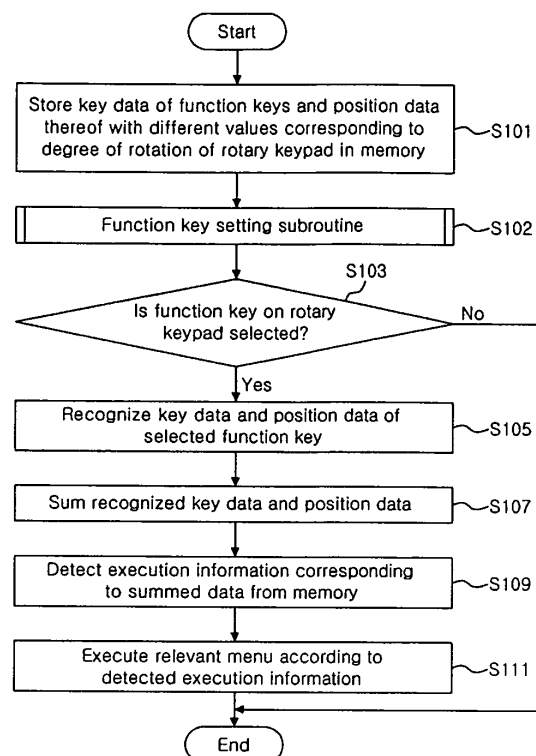 Start
Store key data of function keys and position data
thereof with different values corresponding to
degree of rotation of rotary keypad in memory
S101
Function key setting subroutine
S102
S103
Is function key on rotary
keypad selected?
No
Yes
Recognize key data and position data of
selected function key
S105
Sum recognized key data and position data
S107
Detect execution information corresponding
to summed data from memory
S109
Execute relevant menu according to
detected execution information
S111
End